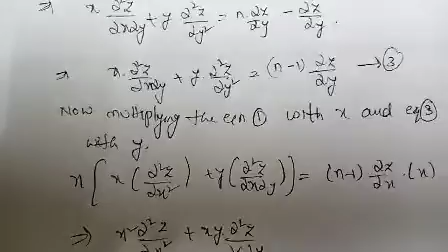 ⇒ x ∂²z/∂x∂y + y ∂²z/∂y² = n. ∂z/∂y − ∂z/∂y.
⇒ x. ∂²z/∂x∂y + y. ∂²z/∂y² = (n−1) ∂z/∂y → ③
Now multiplying the eqn ① with x and eq ③
with y.
x [ x (∂²z/∂x²) + y (∂²z/∂x∂y) ] = (n−1) ∂z/∂x . (x)
⇒ x² ∂²z/∂x² + xy. ∂²z/∂x∂y